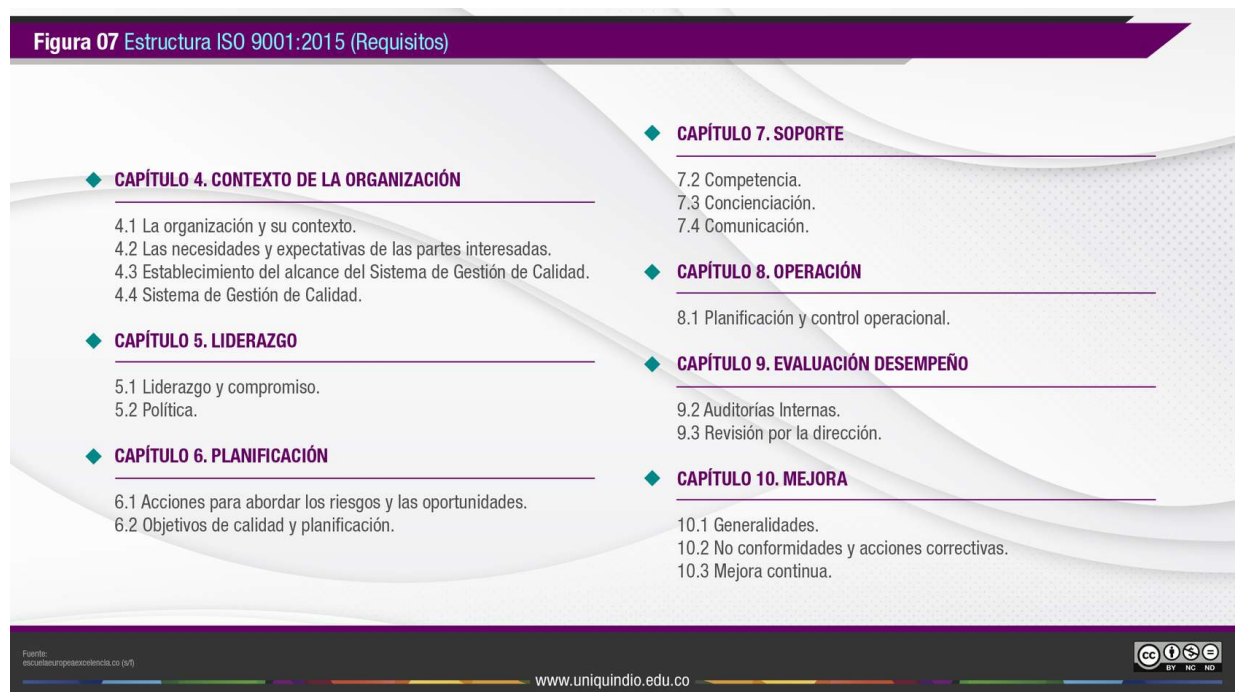 Figura 07 Estructura ISO 9001:2015 (Requisitos)
CAPÍTULO 4. CONTEXTO DE LA ORGANIZACIÓN
4.1 La organización y su contexto.
4.2 Las necesidades y expectativas de las partes interesadas.
4.3 Establecimiento del alcance del Sistema de Gestión de Calidad.
4.4 Sistema de Gestión de Calidad.
CAPÍTULO 5. LIDERAZGO
5.1 Liderazgo y compromiso.
5.2 Política.
CAPÍTULO 6. PLANIFICACIÓN
6.1 Acciones para abordar los riesgos y las oportunidades.
6.2 Objetivos de calidad y planificación.
CAPÍTULO 7. SOPORTE
7.2 Competencia.
7.3 Concienciación.
7.4 Comunicación.
CAPÍTULO 8. OPERACIÓN
8.1 Planificación y control operacional.
CAPÍTULO 9. EVALUACIÓN DESEMPEÑO
9.2 Auditorías Internas.
9.3 Revisión por la dirección.
CAPÍTULO 10. MEJORA
10.1 Generalidades.
10.2 No conformidades y acciones correctivas.
10.3 Mejora continua.
Fuente:
escuelaeuropeaexcelencia.co (s/f)
www.uniquindio.edu.co
cc
BY NC ND